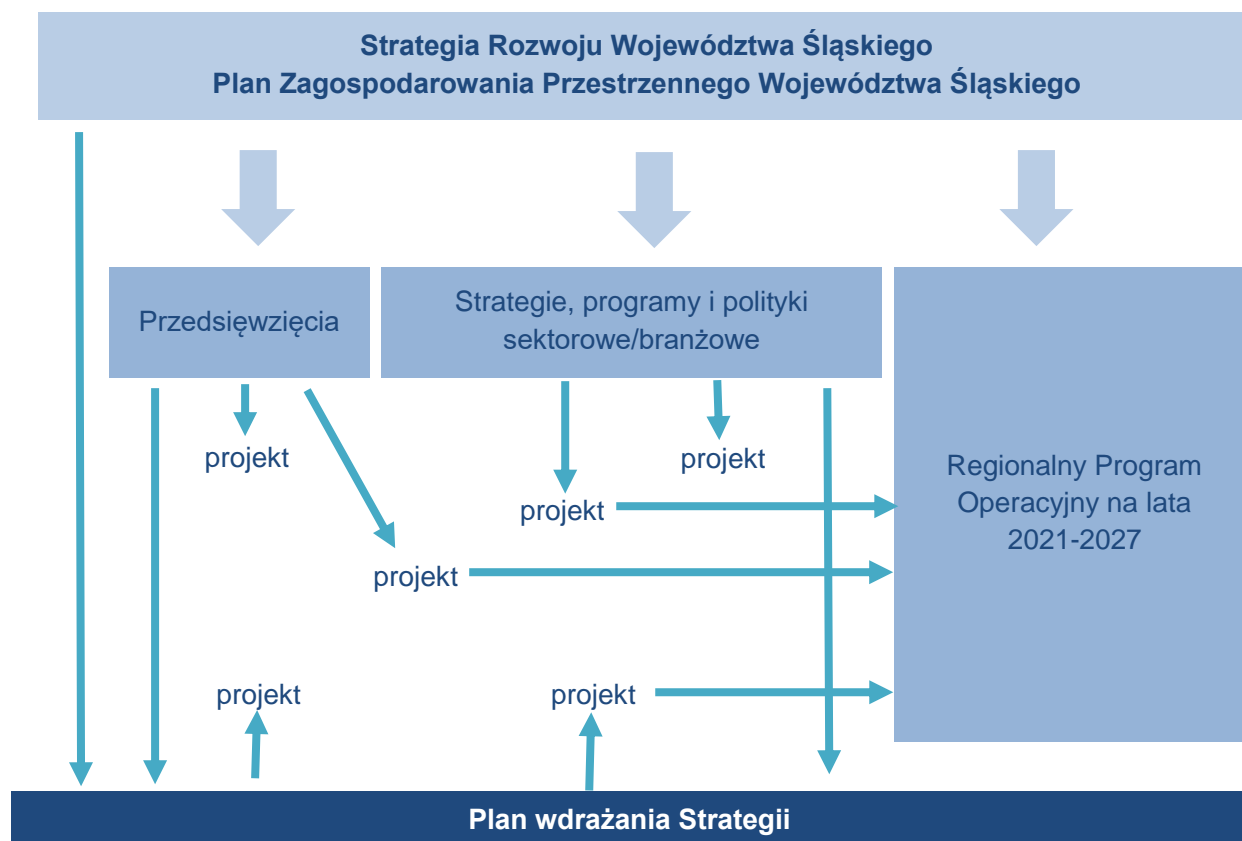 Strategia Rozwoju Województwa Śląskiego
Plan Zagospodarowania Przestrzennego Województwa Śląskiego
Przedsięwzięcia
Strategie, programy i polityki
sektorowe/branżowe
Regionalny Program
Operacyjny na lata
2021-2027
projekt
projekt
projekt
projekt
projekt
projekt
Plan wdrażania Strategii